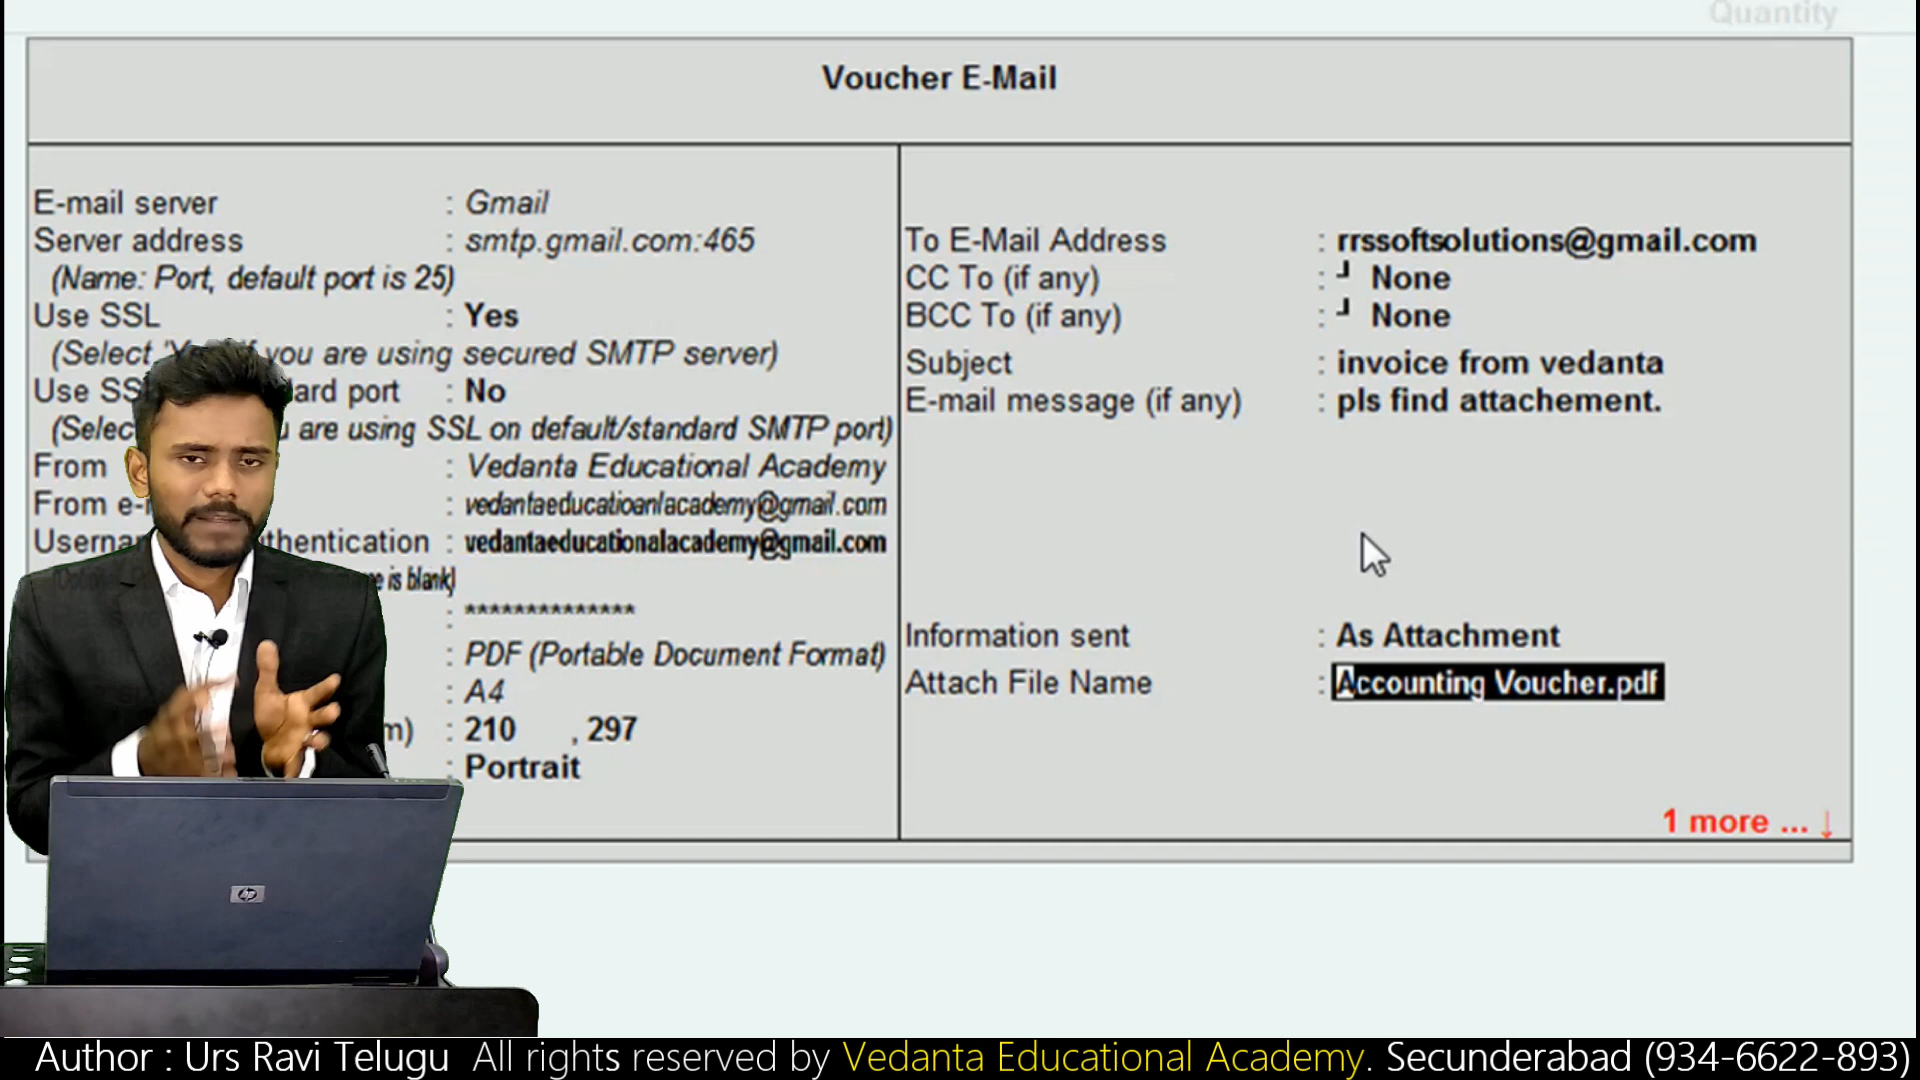 Quantity
Voucher E-Mail
E-mail server : Gmail
Server address : smtp.gmail.com:465
(Name: Port, default port is 25)
Use SSL : Yes
(Select 'Yes' if you are using secured SMTP server)
Use SSL ard port : No
(Select are using SSL on default/standard SMTP port)
From : Vedanta Educational Academy
From e- : vedantaeducatioanlacademy@gmail.com
Userna thentication : vedantaeducationalacademy@gmail.com
is blank)
: **************
: PDF (Portable Document Format)
: A4
m) : 210 , 297
: Portrait
To E-Mail Address : rrssoftsolutions@gmail.com
CC To (if any) : ┘ None
BCC To (if any) : ┘ None
Subject : invoice from vedanta
E-mail message (if any) : pls find attachement.
Information sent : As Attachment
Attach File Name : Accounting Voucher.pdf
1 more ... ↓
hp
Author : Urs Ravi Telugu All rights reserved by Vedanta Educational Academy. Secunderabad (934-6622-893)